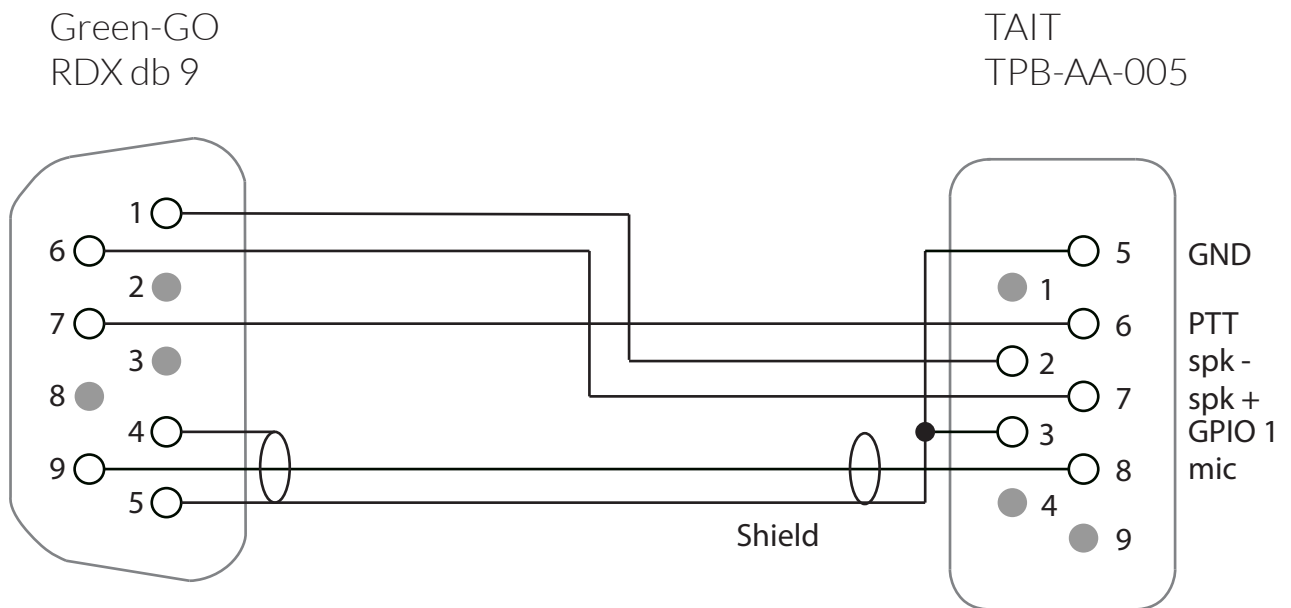 Green-GO
RDX db 9
TAIT
TPB-AA-005
1
6
2
7
3
8
4
9
5
Shield
5 GND
1
6 PTT
2 spk -
7 spk +
3 GPIO 1
8 mic
4
9